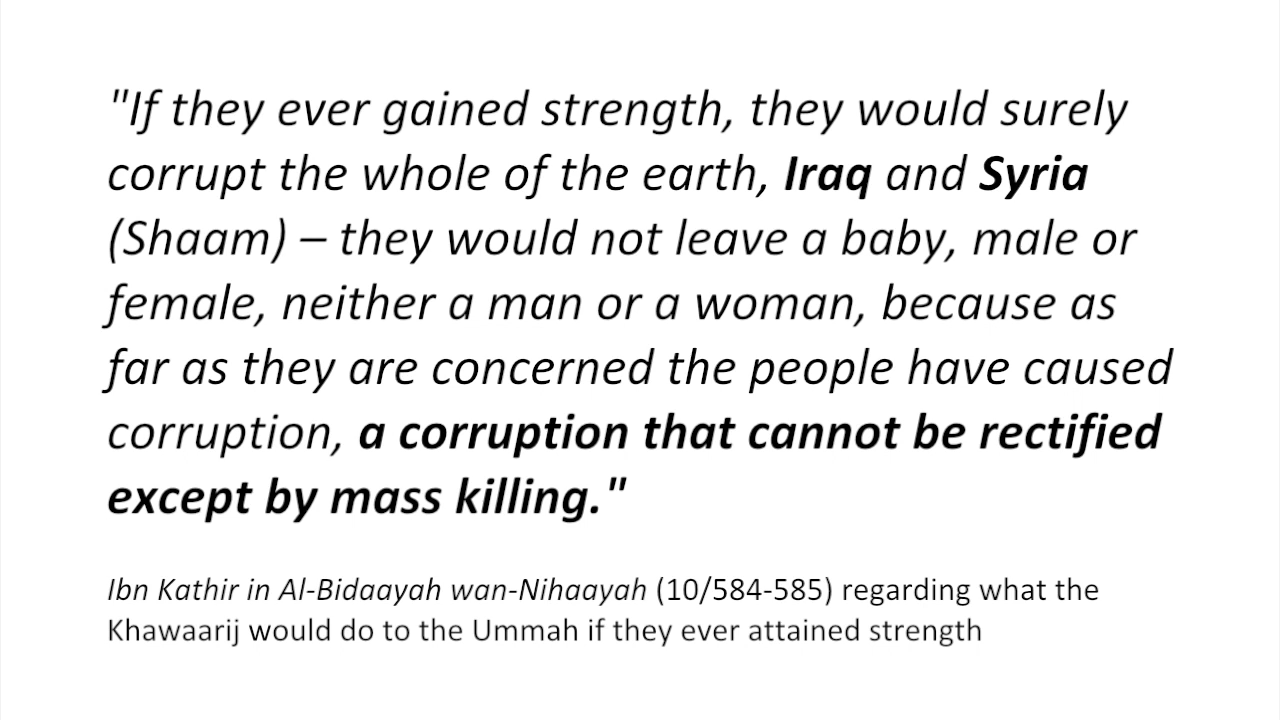 "If they ever gained strength, they would surely
corrupt the whole of the earth, Iraq and Syria
(Shaam) – they would not leave a baby, male or
female, neither a man or a woman, because as
far as they are concerned the people have caused
corruption, a corruption that cannot be rectified
except by mass killing."
Ibn Kathir in Al-Bidaayah wan-Nihaayah (10/584-585) regarding what the
Khawaarij would do to the Ummah if they ever attained strength